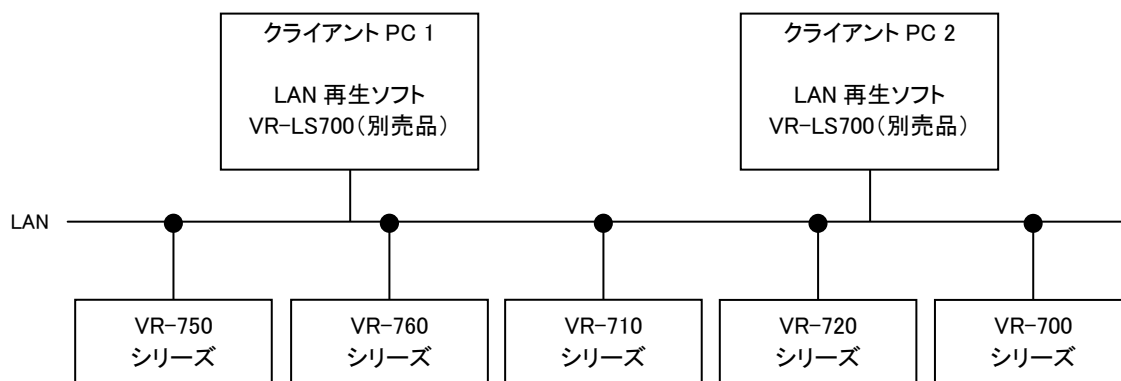 クライアント PC 1
LAN 再生ソフト
VR-LS700(別売品)
クライアント PC 2
LAN 再生ソフト
VR-LS700(別売品)
LAN
VR-750
シリーズ
VR-760
シリーズ
VR-710
シリーズ
VR-720
シリーズ
VR-700
シリーズ